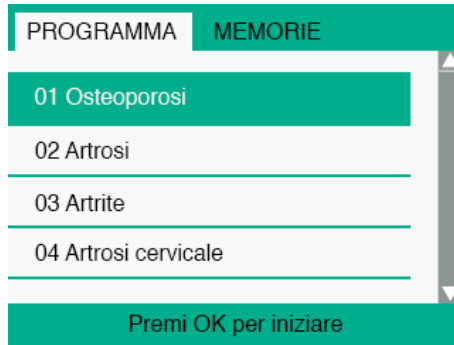 PROGRAMMA MEMORIE
01 Osteoporosi
02 Artrosi
03 Artrite
04 Artrosi cervicale
Premi OK per iniziare